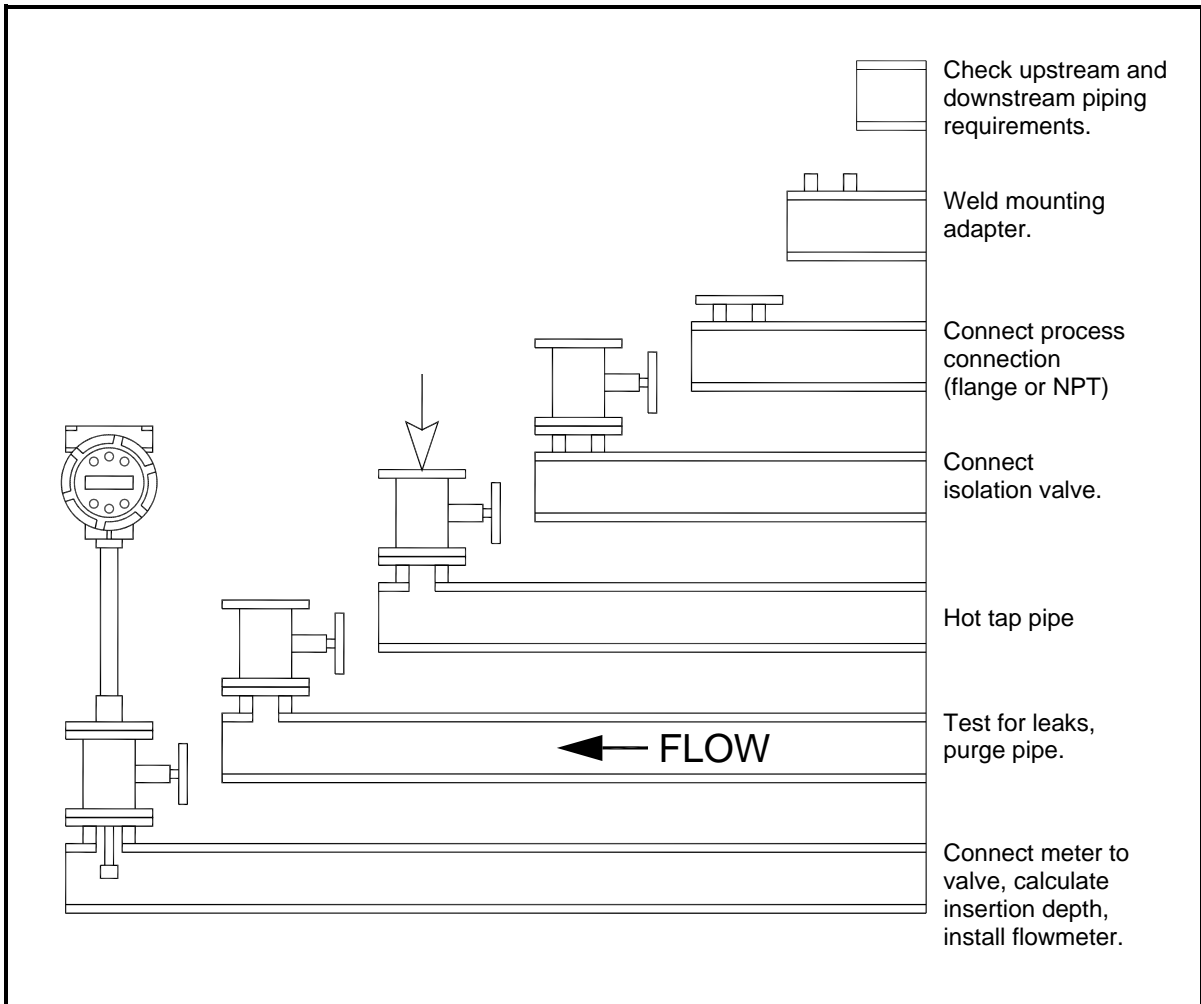 Check upstream and
downstream piping
requirements.
Weld mounting
adapter.
Connect process
connection
(flange or NPT)
Connect
isolation valve.
Hot tap pipe
Test for leaks,
purge pipe.
FLOW
Connect meter to
valve, calculate
insertion depth,
install flowmeter.